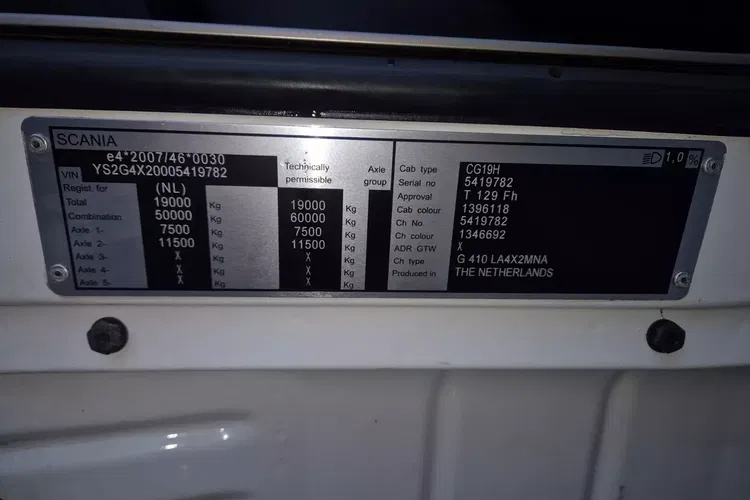 SCANIA
e4*2007/46*0030
VIN YS2G4X20005419782
Technically permissible
Axle group
Regist. for (NL)
Total 19000 Kg 19000 Kg
Combination 50000 Kg 60000 Kg
Axle 1- 7500 Kg 7500 Kg
Axle 2- 11500 Kg 11500 Kg
Axle 3- X Kg X Kg
Axle 4- X Kg X Kg
Axle 5- X Kg X Kg
1,0 %
Cab type CG19H
Serial no 5419782
Approval T 129 Fh
Cab colour 1396118
Ch No. 5419782
Ch colour 1346692
ADR GTW X
Ch type G 410 LA4X2MNA
Produced in THE NETHERLANDS